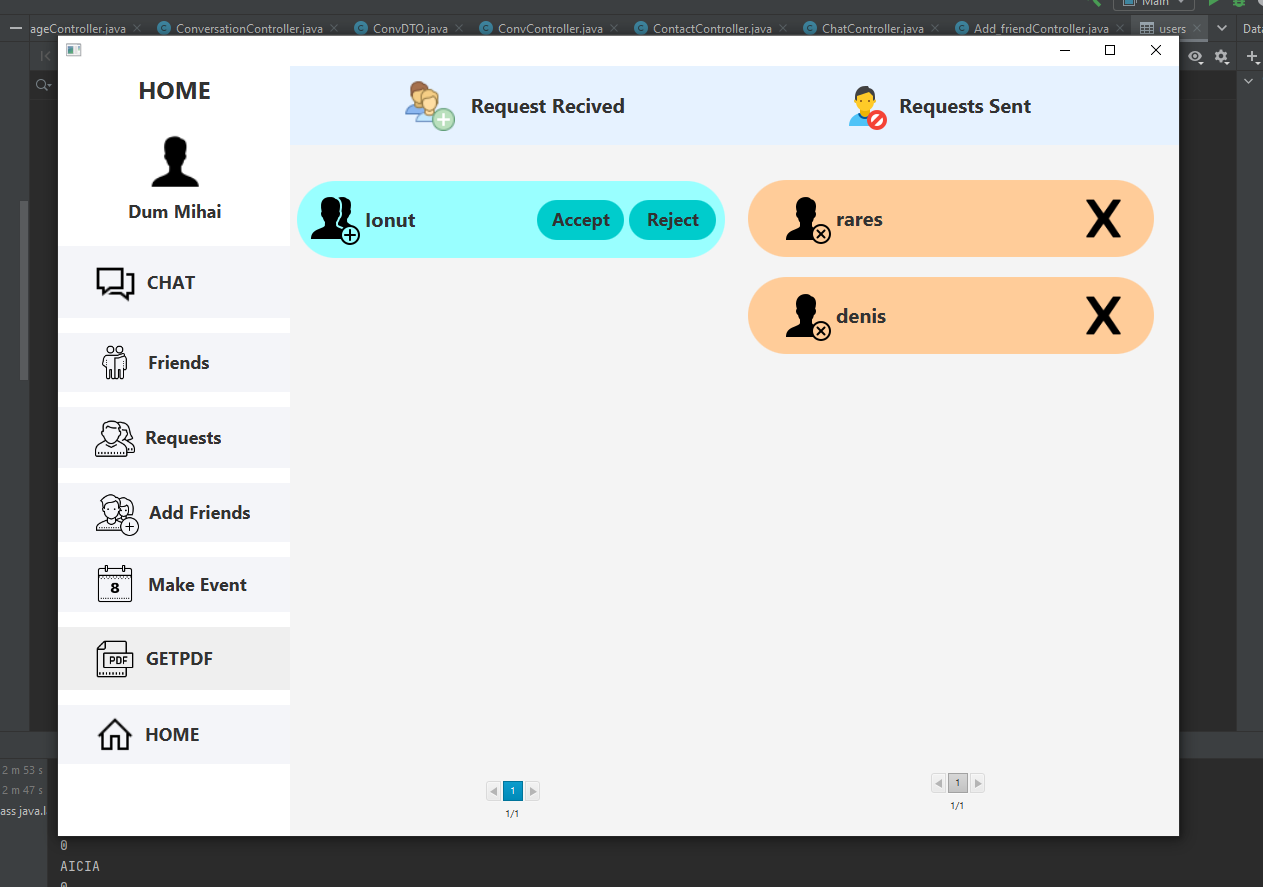 Main
ageController.java ConversationController.java ConvDTO.java ConvController.java ContactController.java ChatController.java Add_friendController.java users Data
HOME
Dum Mihai
CHAT
Friends
Requests
Add Friends
Make Event
8
GETPDF
PDF
HOME
Request Recived
Requests Sent
Ionut
Accept
Reject
rares
X
denis
X
1
1/1
1
1/1
2 m 53 s
2 m 47 s
ass java.l
0
AICIA
0